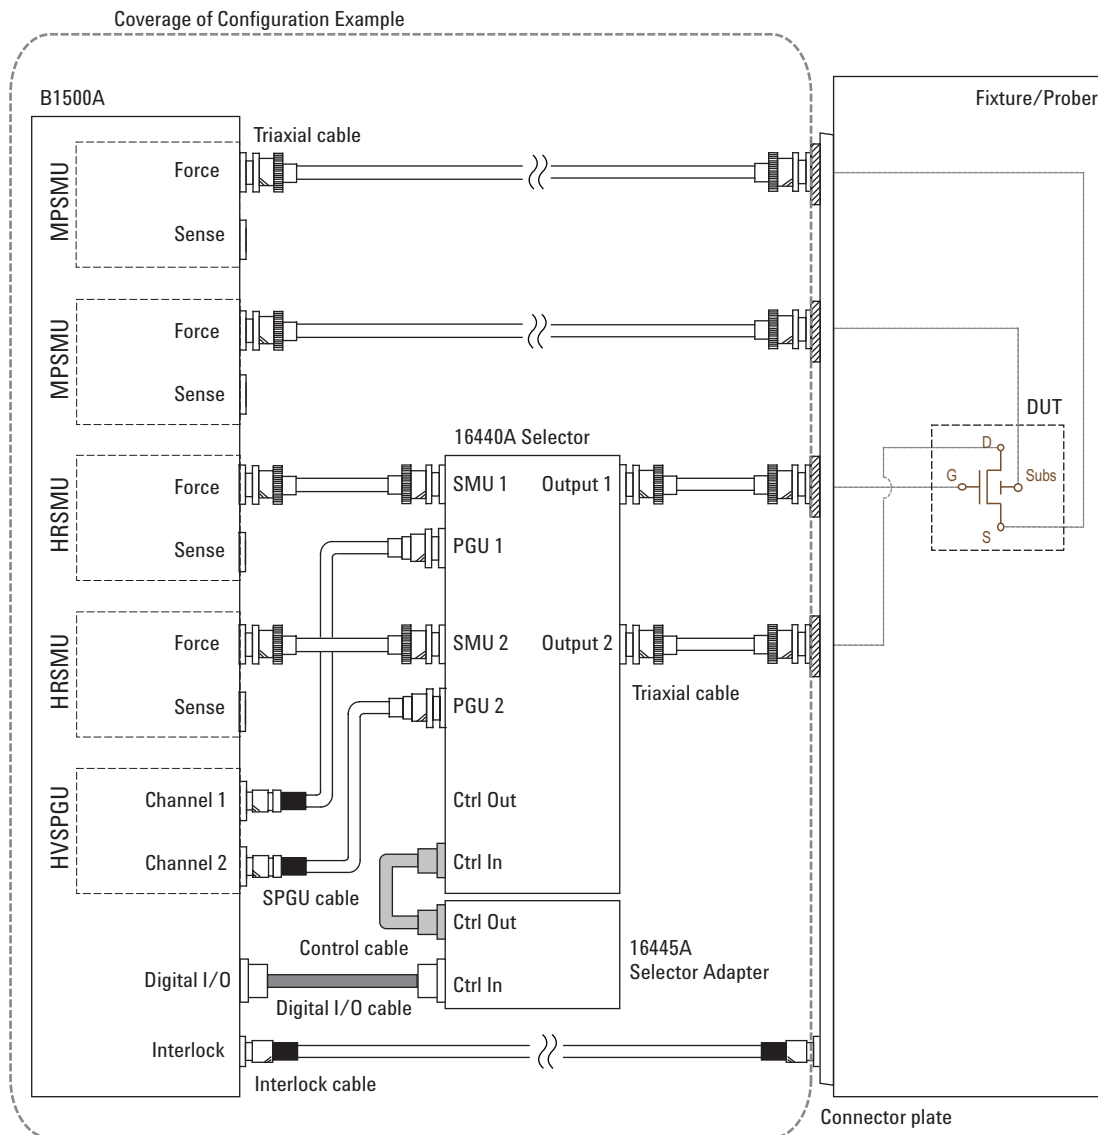 Coverage of Configuration Example
B1500A
Fixture/Prober
Triaxial cable
MPSMU
Force
Sense
MPSMU
Force
Sense
DUT
D
G
Subs
S
16440A Selector
HRSMU
Force
Sense
SMU 1
Output 1
PGU 1
HRSMU
Force
Sense
SMU 2
Output 2
PGU 2
Triaxial cable
HVSPGU
Channel 1
Channel 2
Ctrl Out
Ctrl In
SPGU cable
Control cable
Ctrl Out
Ctrl In
16445A
Selector Adapter
Digital I/O
Digital I/O cable
Interlock
Interlock cable
Connector plate